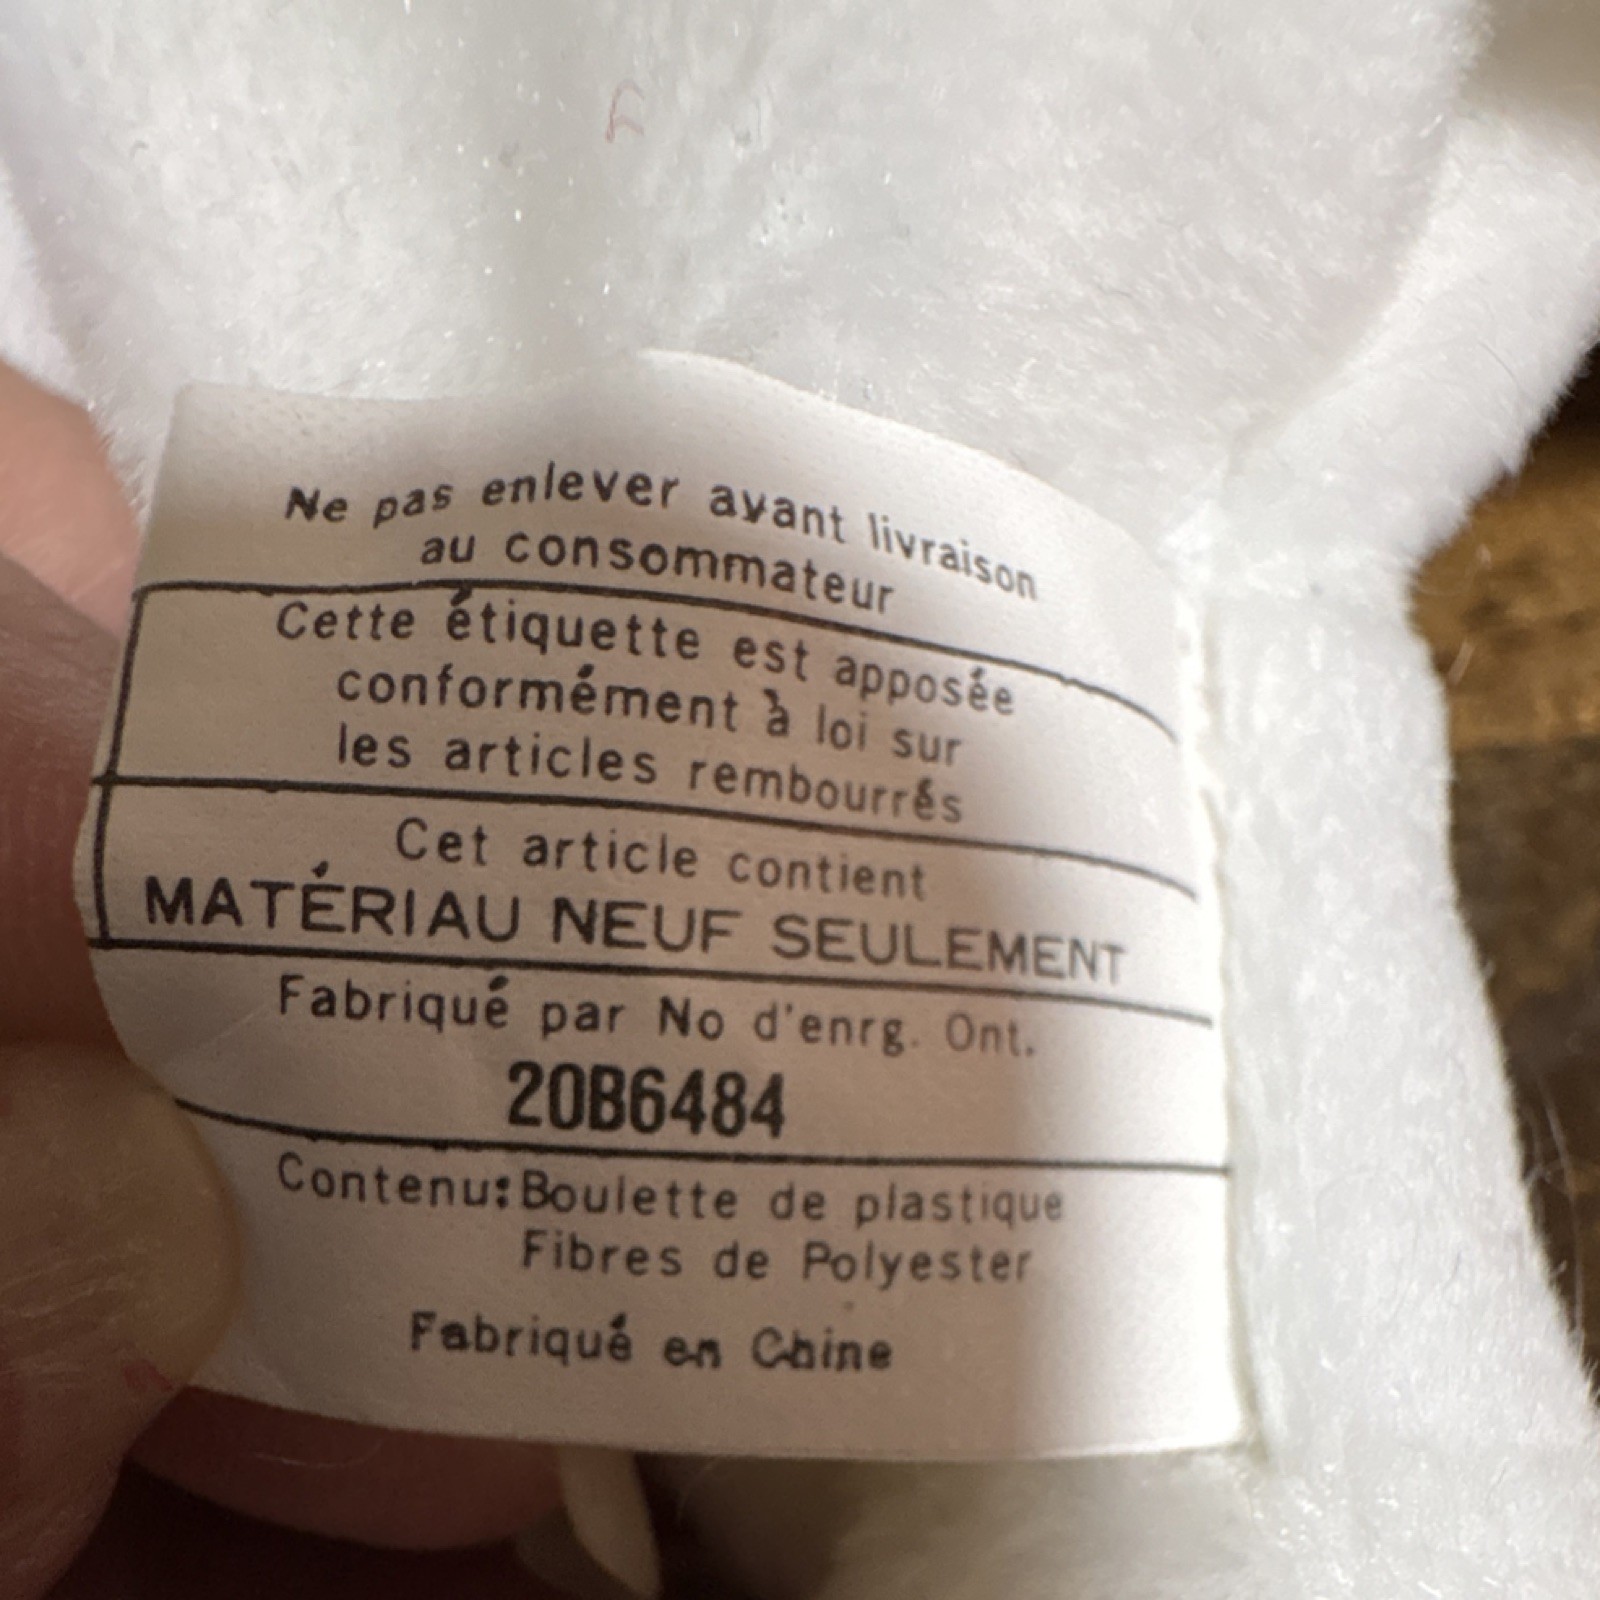 Ne pas enlever avant livraison
au consommateur
Cette étiquette est apposée
conformément à loi sur
les articles rembourrés
Cet article contient
MATÉRIAU NEUF SEULEMENT
Fabriqué par No d'enrg. Ont.
20B6484
Contenu: Boulette de plastique
Fibres de Polyester
Fabriqué en Chine